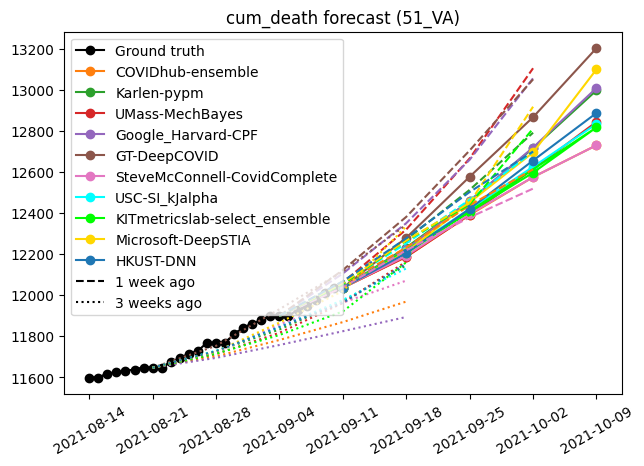 cum_death forecast (51_VA)
13200
13000
12800
12600
12400
12200
12000
11800
11600
Ground truth
COVIDhub-ensemble
Karlen-pypm
UMass-MechBayes
Google_Harvard-CPF
GT-DeepCOVID
SteveMcConnell-CovidComplete
USC-SI_kJalpha
KITmetricslab-select_ensemble
Microsoft-DeepSTIA
HKUST-DNN
1 week ago
3 weeks ago
2021-08-14
2021-08-21
2021-08-28
2021-09-04
2021-09-11
2021-09-18
2021-09-25
2021-10-02
2021-10-09